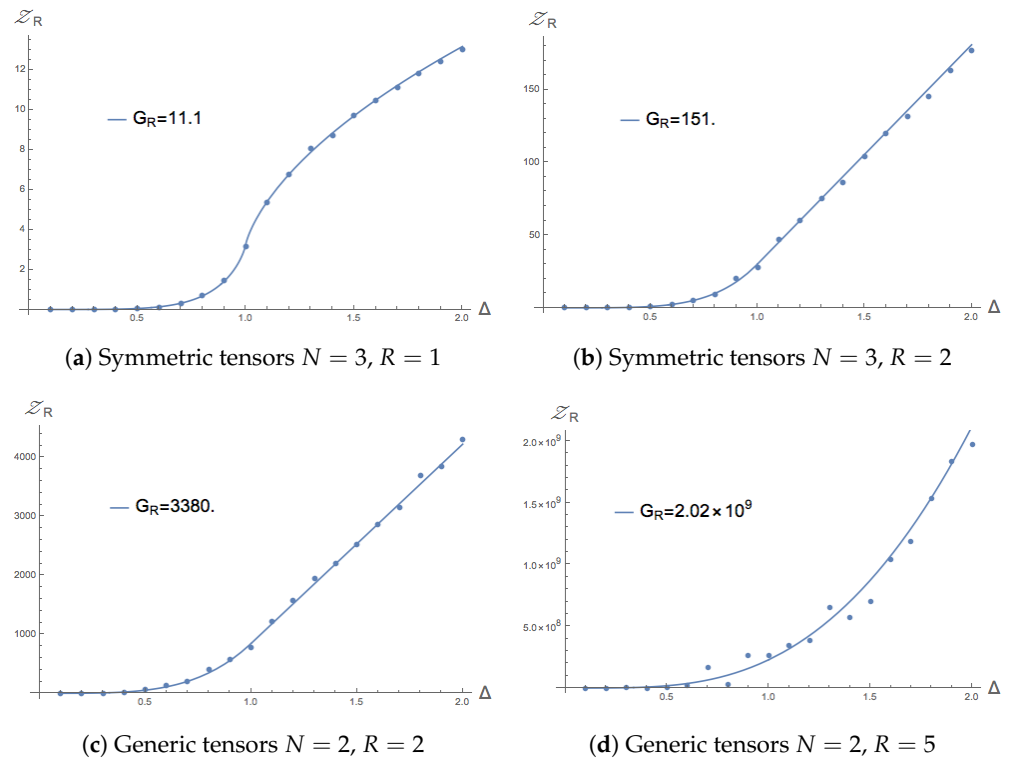 𝒵R
12
10
8
6
4
2
0.5
1.0
1.5
2.0
Δ
GR=11.1
(a) Symmetric tensors N = 3, R = 1
𝒵R
150
100
50
0.5
1.0
1.5
2.0
Δ
GR=151.
(b) Symmetric tensors N = 3, R = 2
𝒵R
4000
3000
2000
1000
0.5
1.0
1.5
2.0
Δ
GR=3380.
(c) Generic tensors N = 2, R = 2
𝒵R
2.0×10⁹
1.5×10⁹
1.0×10⁹
5.0×10⁸
0.5
1.0
1.5
2.0
Δ
GR=2.02×10⁹
(d) Generic tensors N = 2, R = 5